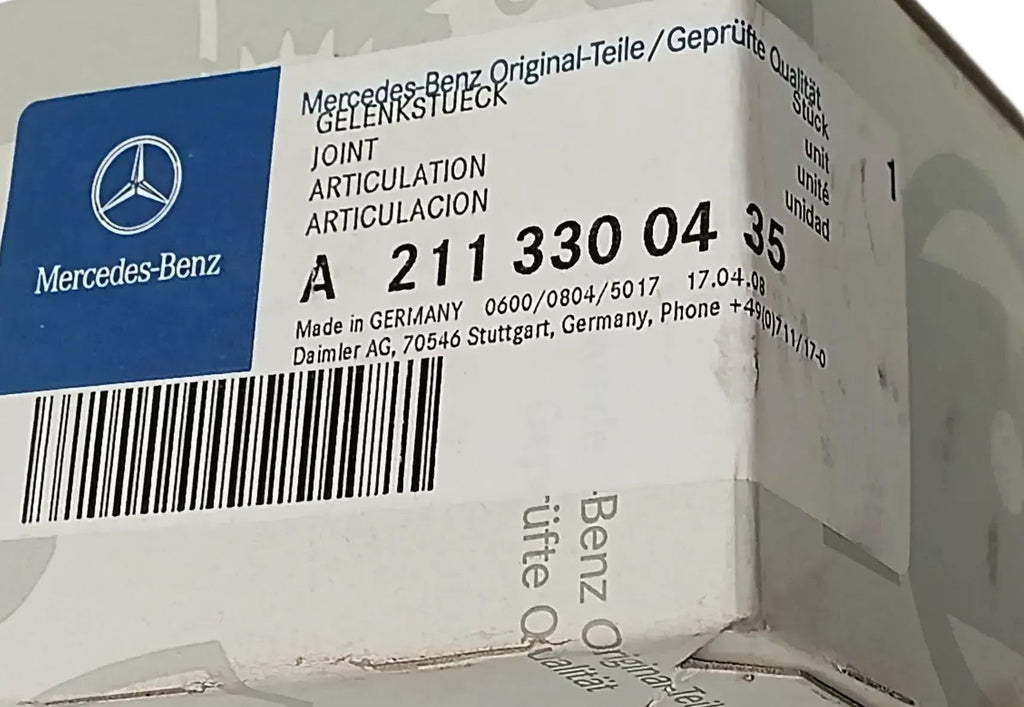 Mercedes-Benz Original-Teile/Geprüfte Qualität
GELENKSTUECK
JOINT
ARTICULATION
ARTICULACION
Stück
unit
unité
unidad
1
A 211 330 04 35
Made in GERMANY 0600/0804/5017 17.04.08
Daimler AG, 70546 Stuttgart, Germany, Phone +49(0)711/17-0
Mercedes-Benz
-Benz Original-Teil
üfte Qualität